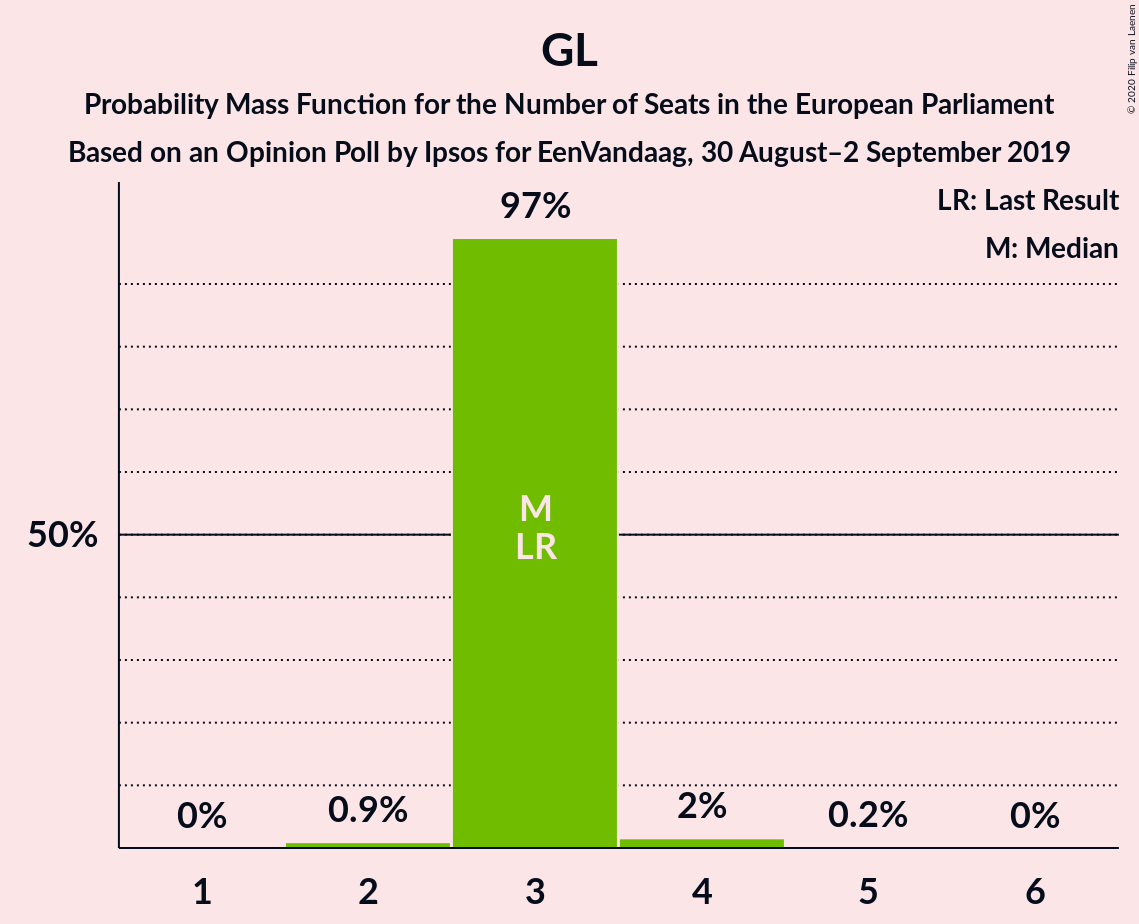 GL
Probability Mass Function for the Number of Seats in the European Parliament
Based on an Opinion Poll by Ipsos for EenVandaag, 30 August–2 September 2019
© 2020 Filip van Laenen
LR: Last Result
M: Median
97%
M
LR
50%
0%
0.9%
2%
0.2%
0%
1
2
3
4
5
6